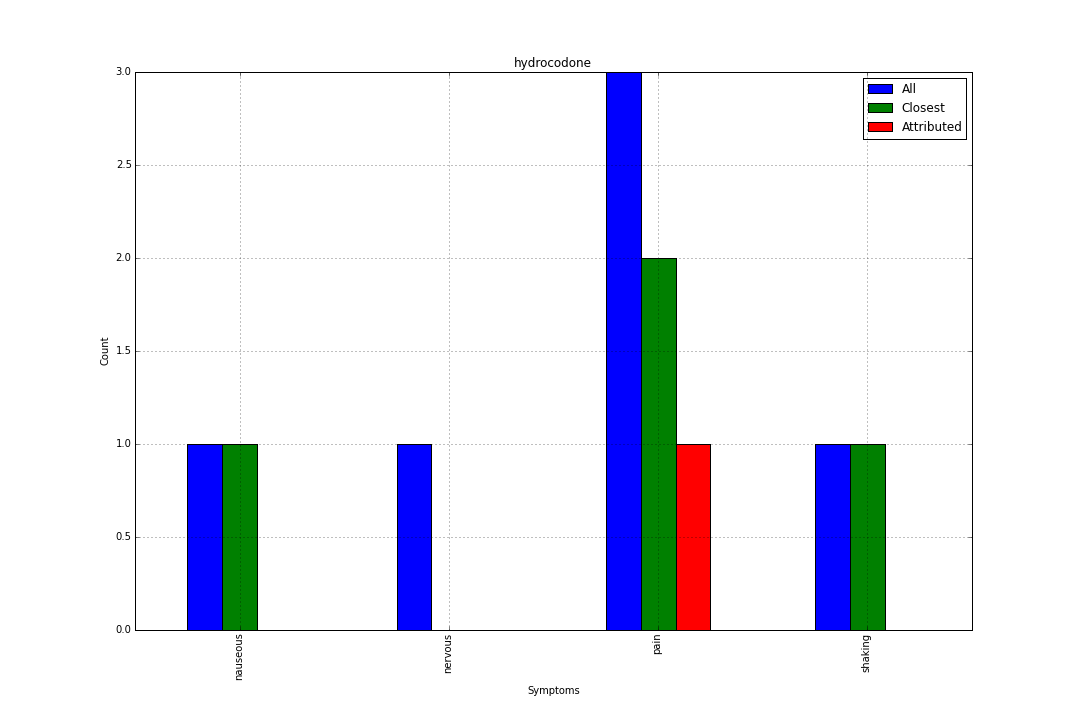 hydrocodone
All
Closest
Attributed
3.0
2.5
2.0
1.5
1.0
0.5
0.0
Count
nauseous
nervous
pain
shaking
Symptoms